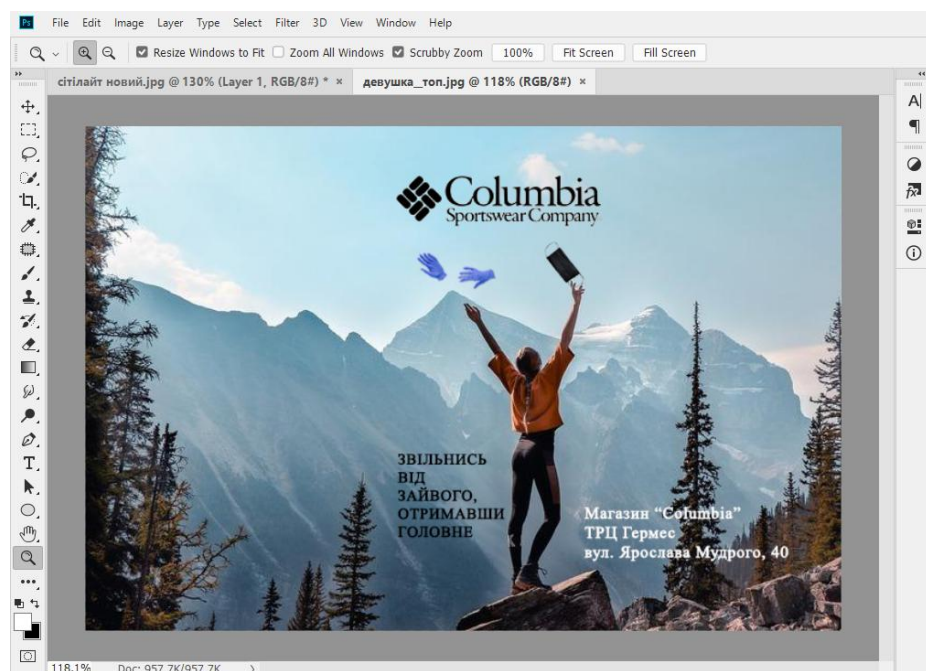 Ps File Edit Image Layer Type Select Filter 3D View Window Help
Resize Windows to Fit Zoom All Windows Scrubby Zoom 100% Fit Screen Fill Screen
сітілайт новий.jpg @ 130% (Layer 1, RGB/8#) * × девушка_топ.jpg @ 118% (RGB/8#) ×
Columbia
Sportswear Company
ЗВІЛЬНИСЬ
ВІД
ЗАЙВОГО,
ОТРИМАВШИ
ГОЛОВНЕ
Магазин “Columbia”
ТРЦ Гермес
вул. Ярослава Мудрого, 40
118,1% Doc: 957,7K/957,7K